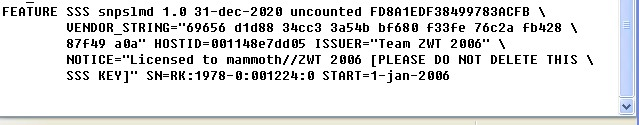 FEATURE SSS snpslmd 1.0 31-dec-2020 uncounted FD8A1EDF38499783ACFB \
VENDOR_STRING="69656 d1d88 34cc3 3a54b bf680 f33fe 76c2a fb428 \
87f49 a0a" HOSTID=001148e7dd05 ISSUER="Team ZWT 2006" \
NOTICE="Licensed to mammoth//ZWT 2006 [PLEASE DO NOT DELETE THIS \
SSS KEY]" SN=RK:1978-0:001224:0 START=1-jan-2006